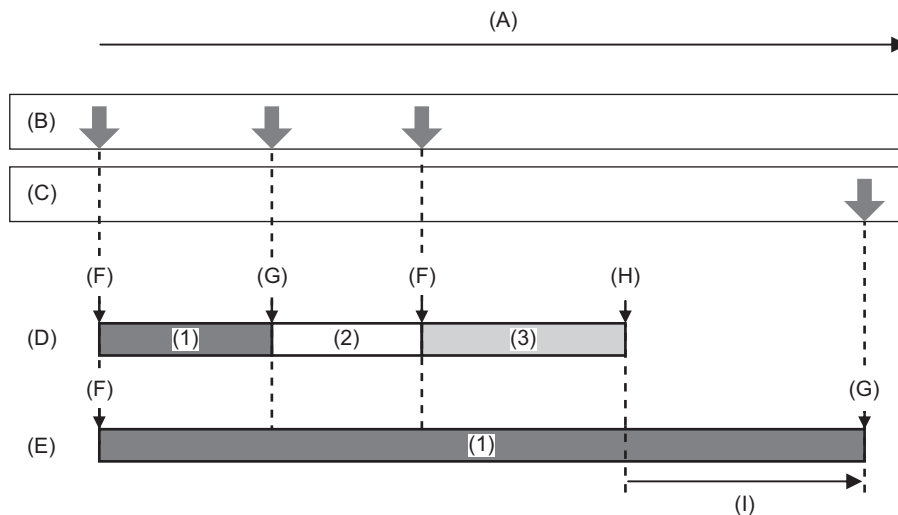 (A)
(B)
(C)
(F) (G) (F) (H)
(D) (1) (2) (3)
(F) (G)
(E) (1)
(I)